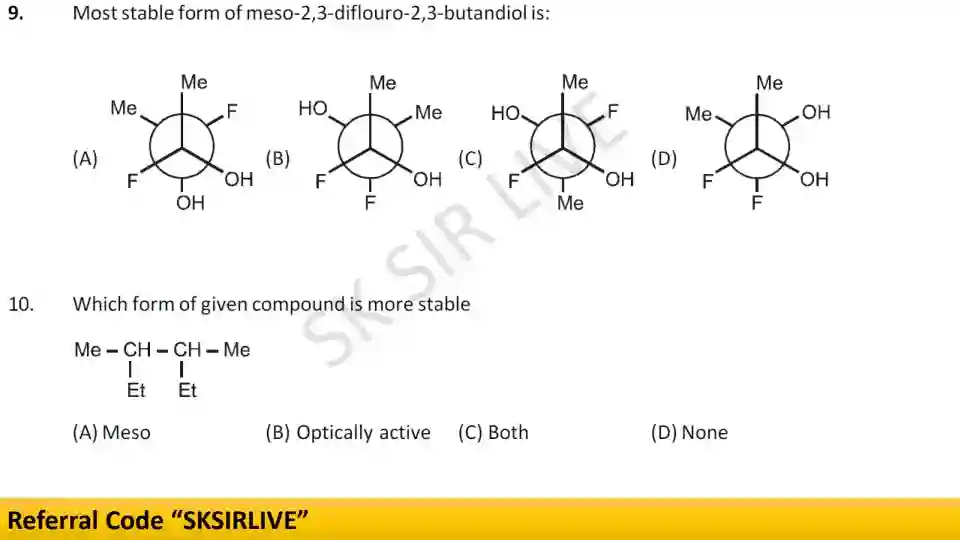 9. Most stable form of meso-2,3-diflouro-2,3-butandiol is:
(A) Me Me F F OH OH
(B) Me HO Me F OH F
(C) Me HO F F OH Me
(D) Me Me OH F OH F
10. Which form of given compound is more stable
Me – CH – CH – Me
Et Et
(A) Meso (B) Optically active (C) Both (D) None
SK SIR LIVE
Referral Code “SKSIRLIVE”